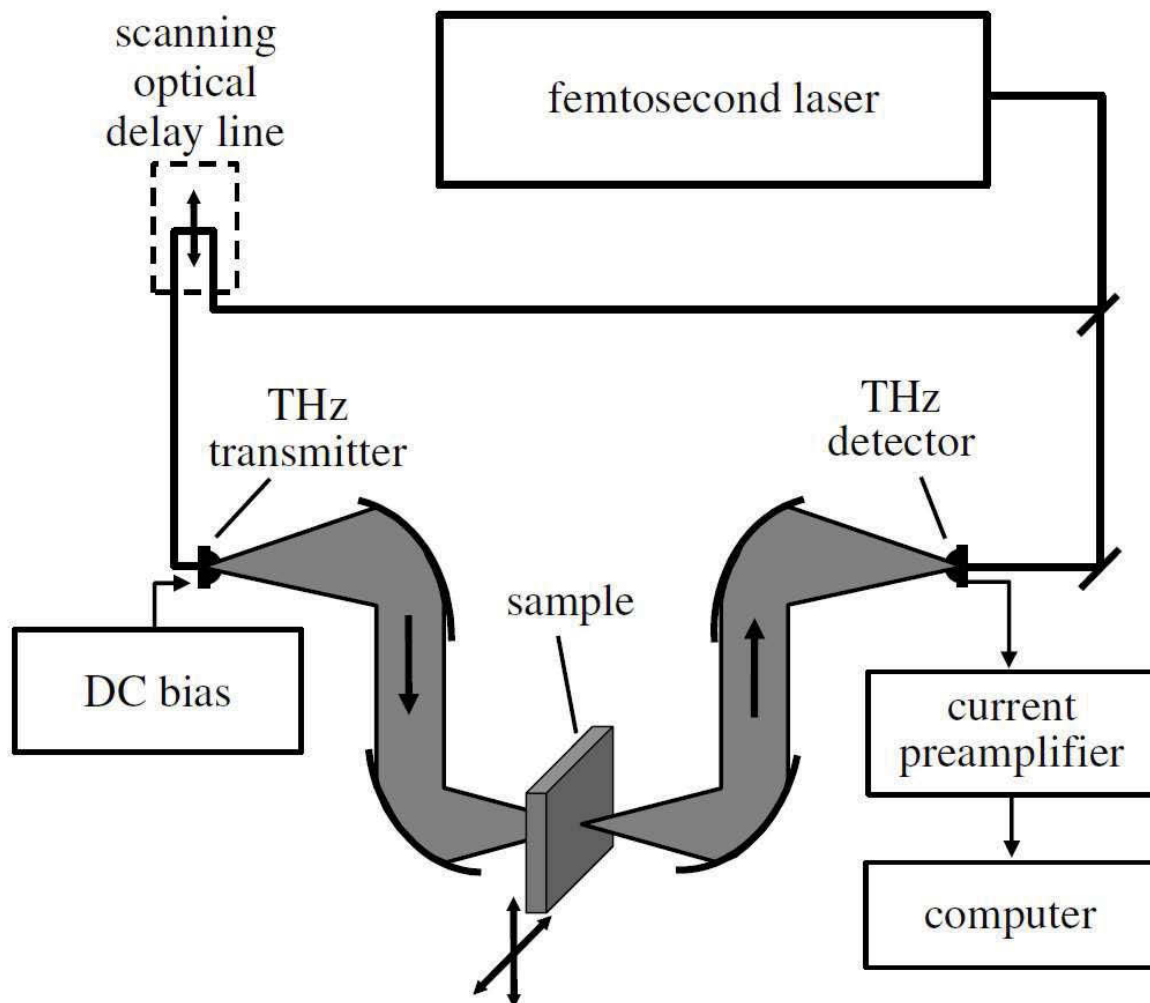 scanning
optical
delay line
femtosecond laser
THz
transmitter
THz
detector
sample
DC bias
current
preamplifier
computer